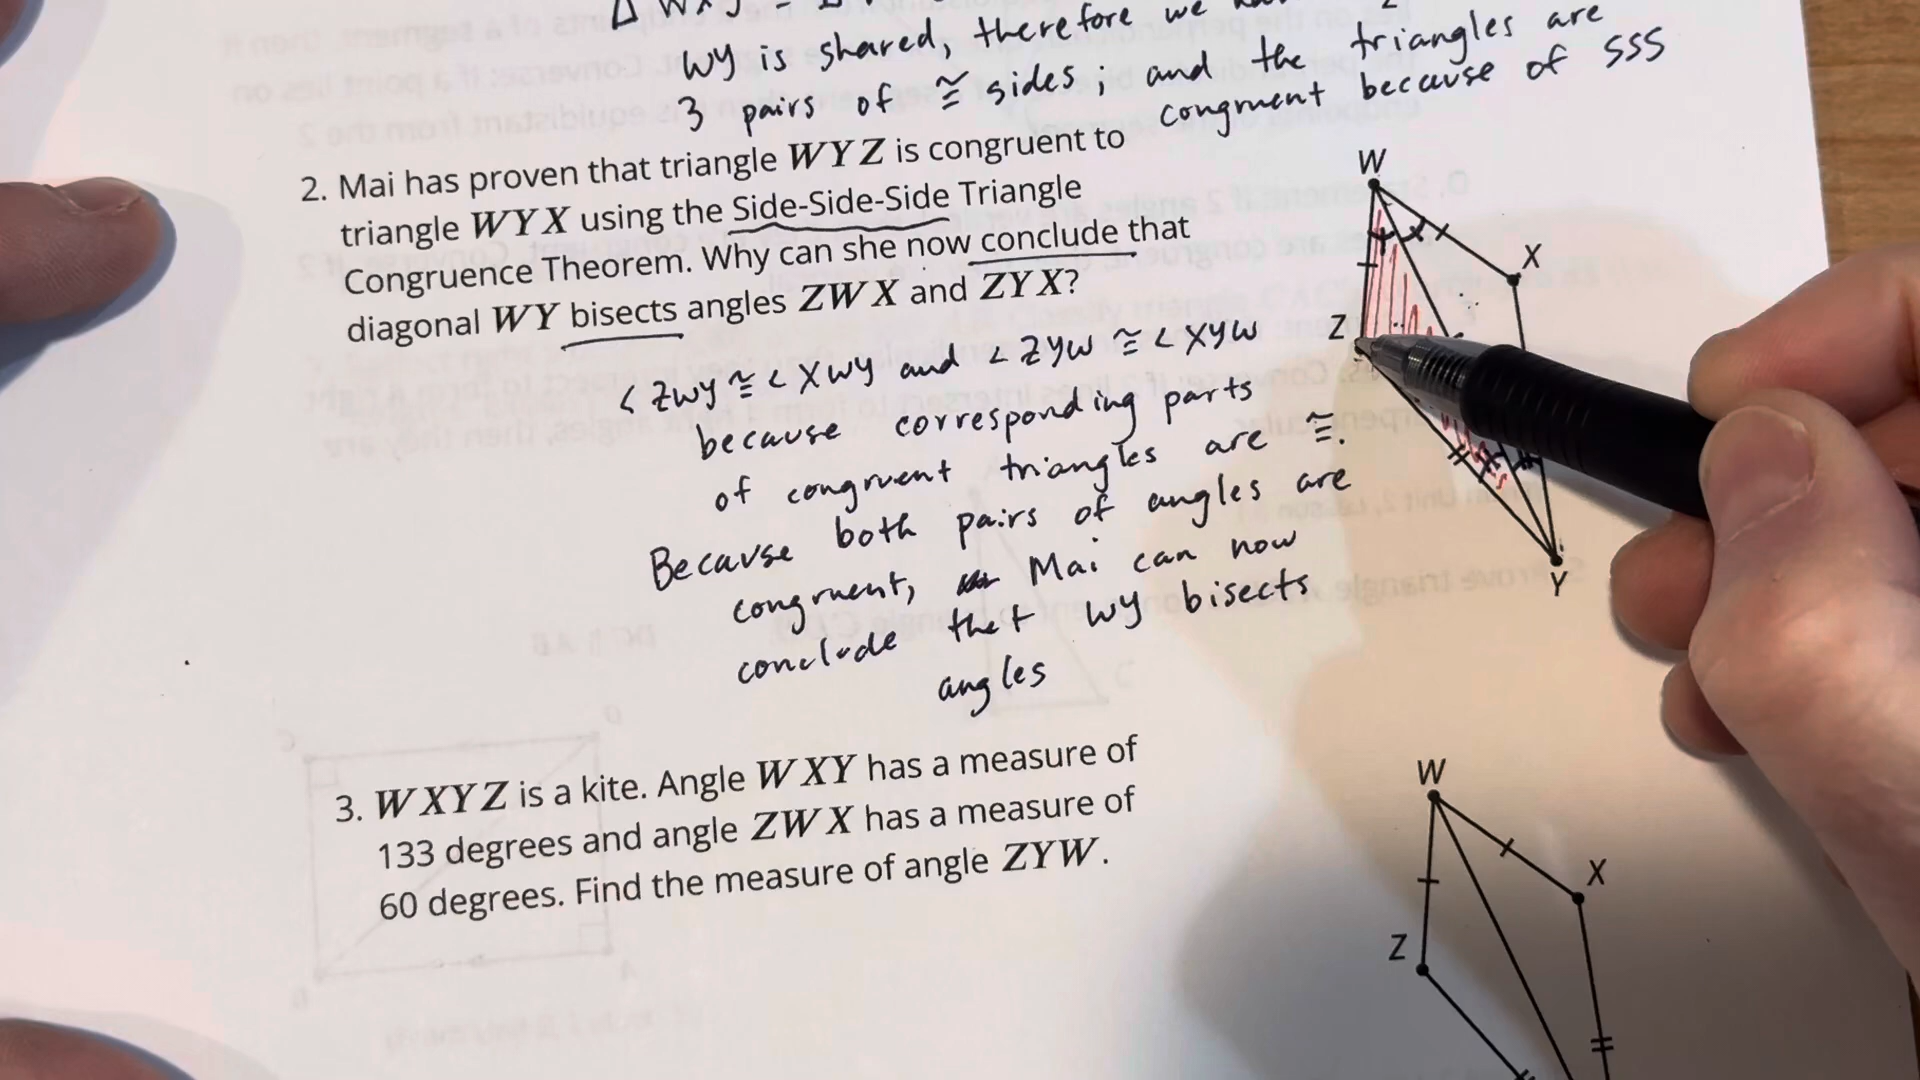 WY is shared, therefore we
3 pairs of ≅ sides; and the triangles are
congruent because of SSS
2. Mai has proven that triangle WYZ is congruent to
triangle WYX using the Side-Side-Side Triangle
Congruence Theorem. Why can she now conclude that
diagonal WY bisects angles ZWX and ZYX?
W
X
Z
Y
< ZWY ≅ < XWY and < ZYW ≅ < XYW
because corresponding parts
of congruent triangles are ≅.
Because both pairs of angles are
congruent, Mai can now
conclude that WY bisects
angles
3. WXYZ is a kite. Angle WXY has a measure of
133 degrees and angle ZWX has a measure of
60 degrees. Find the measure of angle ZYW.
W
X
Z